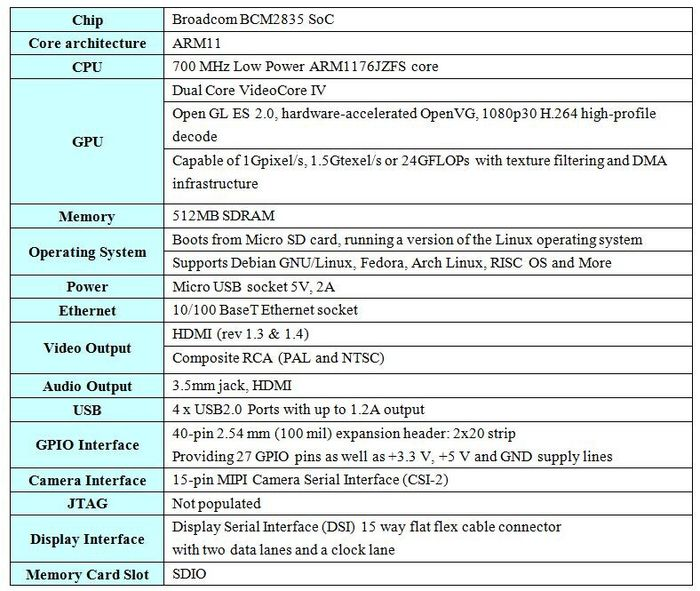 Chip
Broadcom BCM2835 SoC
Core architecture
ARM11
CPU
700 MHz Low Power ARM1176JZFS core
GPU
Dual Core VideoCore IV
Open GL ES 2.0, hardware-accelerated OpenVG, 1080p30 H.264 high-profile
decode
Capable of 1Gpixel/s, 1.5Gtexel/s or 24GFLOPs with texture filtering and DMA
infrastructure
Memory
512MB SDRAM
Operating System
Boots from Micro SD card, running a version of the Linux operating system
Supports Debian GNU/Linux, Fedora, Arch Linux, RISC OS and More
Power
Micro USB socket 5V, 2A
Ethernet
10/100 BaseT Ethernet socket
Video Output
HDMI (rev 1.3 & 1.4)
Composite RCA (PAL and NTSC)
Audio Output
3.5mm jack, HDMI
USB
4 x USB2.0 Ports with up to 1.2A output
GPIO Interface
40-pin 2.54 mm (100 mil) expansion header: 2x20 strip
Providing 27 GPIO pins as well as +3.3 V, +5 V and GND supply lines
Camera Interface
15-pin MIPI Camera Serial Interface (CSI-2)
JTAG
Not populated
Display Interface
Display Serial Interface (DSI) 15 way flat flex cable connector
with two data lanes and a clock lane
Memory Card Slot
SDIO